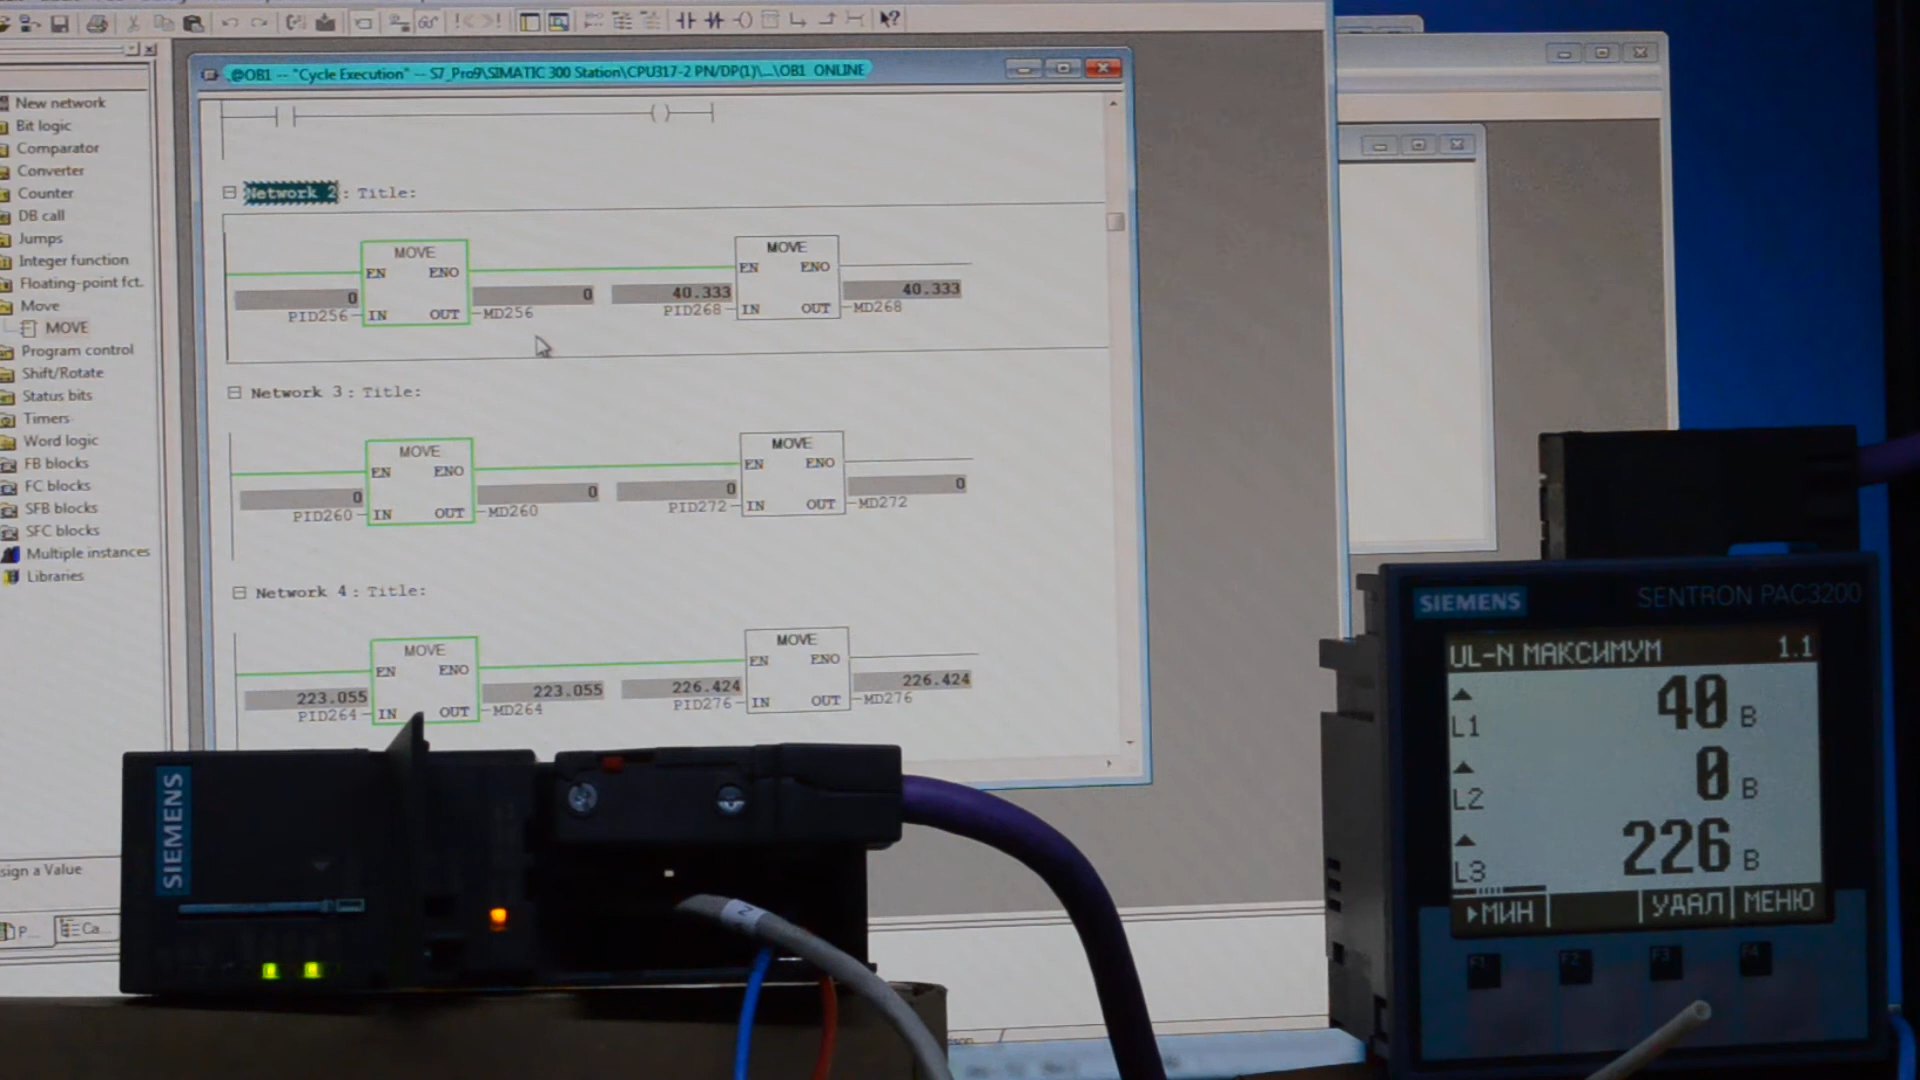 @OB1 -- "Cycle Execution" -- S7_Pro9\SIMATIC 300 Station\CPU317-2 PN/DP(1)\...\OB1 ONLINE
New network
Bit logic
Comparator
Converter
Counter
DB call
Jumps
Integer function
Floating-point fct.
Move
MOVE
Program control
Shift/Rotate
Status bits
Timers
Word logic
FB blocks
FC blocks
SFB blocks
SFC blocks
Multiple instances
Libraries
sign a Value
P...
Ca...
Network 2 : Title:
MOVE MOVE
EN ENO EN ENO
0 0 40.333 40.333
PID256 IN OUT MD256 PID268 IN OUT MD268
Network 3 : Title:
MOVE MOVE
EN ENO EN ENO
0 0 0 0
PID260 IN OUT MD260 PID272 IN OUT MD272
Network 4 : Title:
MOVE MOVE
EN ENO EN ENO
223.055 223.055 226.424 226.424
PID264 IN OUT MD264 PID276 IN OUT MD276
SIEMENS
N
SIEMENS SENTRON PAC3200
UL-N МАКСИМУМ 1.1
L1 40 В
L2 0 В
L3 226 В
МИН УДАЛ МЕНЮ
F1 F2 F3 F4